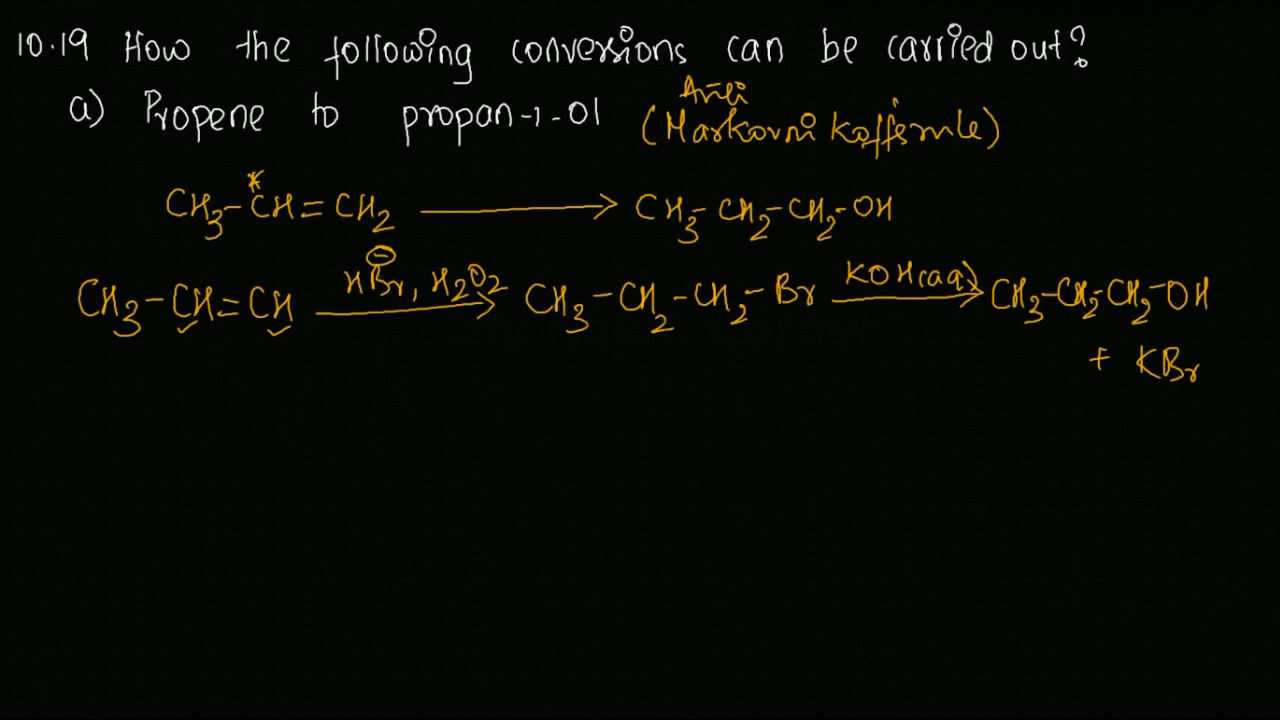 10.19 How the following conversions can be carried out?
a) Propene to propan-1-ol (Anti Markovnikoff's rule)
CH3-C*H=CH2 ⟶ CH3-CH2-CH2-OH
CH3-CH=CH ⟶ HBr⊖, H2O2 CH3-CH2-CH2-Br ⟶ KOH(aq) CH3-CH2-CH2-OH
+ KBr